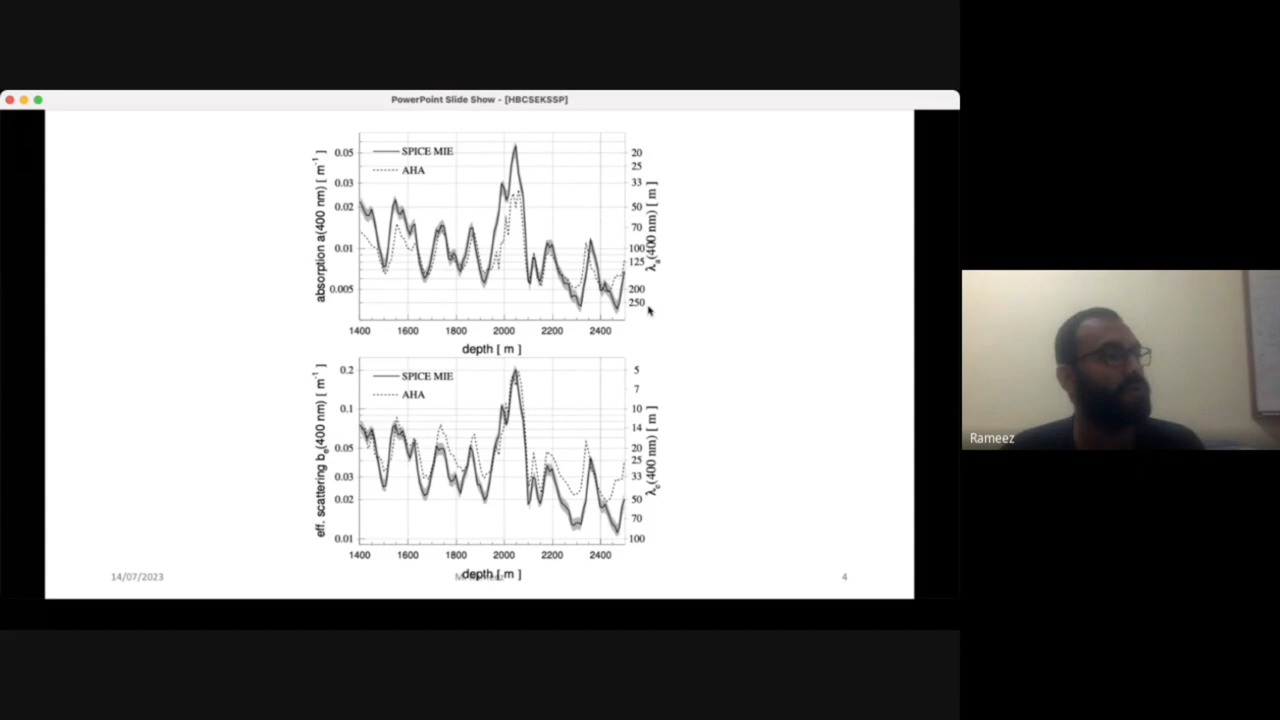 PowerPoint Slide Show - [HBCSEKSSP]
absorption a(400 nm) [ m⁻¹ ]
0.05
0.03
0.02
0.01
0.005
SPICE MIE
AHA
20
25
33
50
70
100
125
200
250
λa(400 nm) [ m ]
1400 1600 1800 2000 2200 2400
depth [ m ]
eff. scattering be(400 nm) [ m⁻¹ ]
0.2
0.1
0.05
0.03
0.02
0.01
SPICE MIE
AHA
5
7
10
14
20
25
33
50
70
100
λe(400 nm) [ m ]
1400 1600 1800 2000 2200 2400
depth [ m ]
14/07/2023
4
Rameez